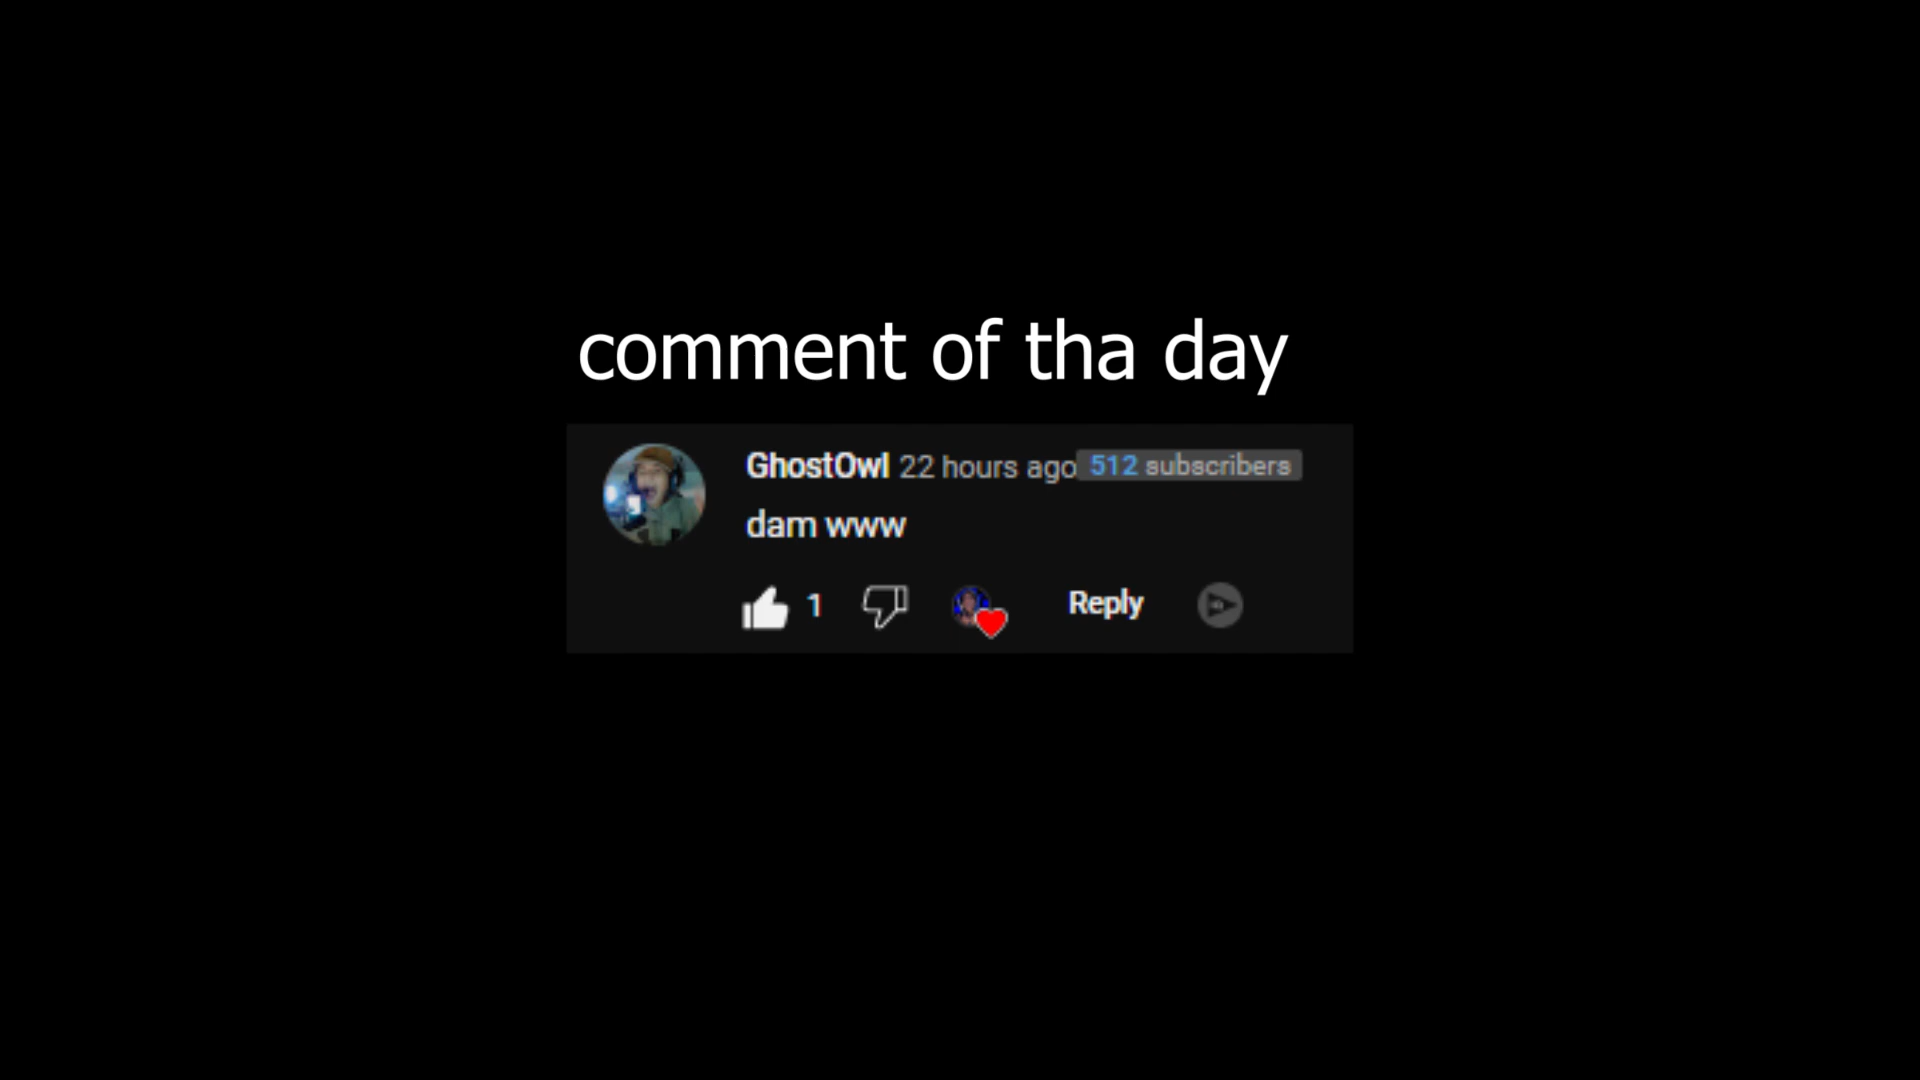 comment of tha day
GhostOwl 22 hours ago 512 subscribers
dam www
1 Reply